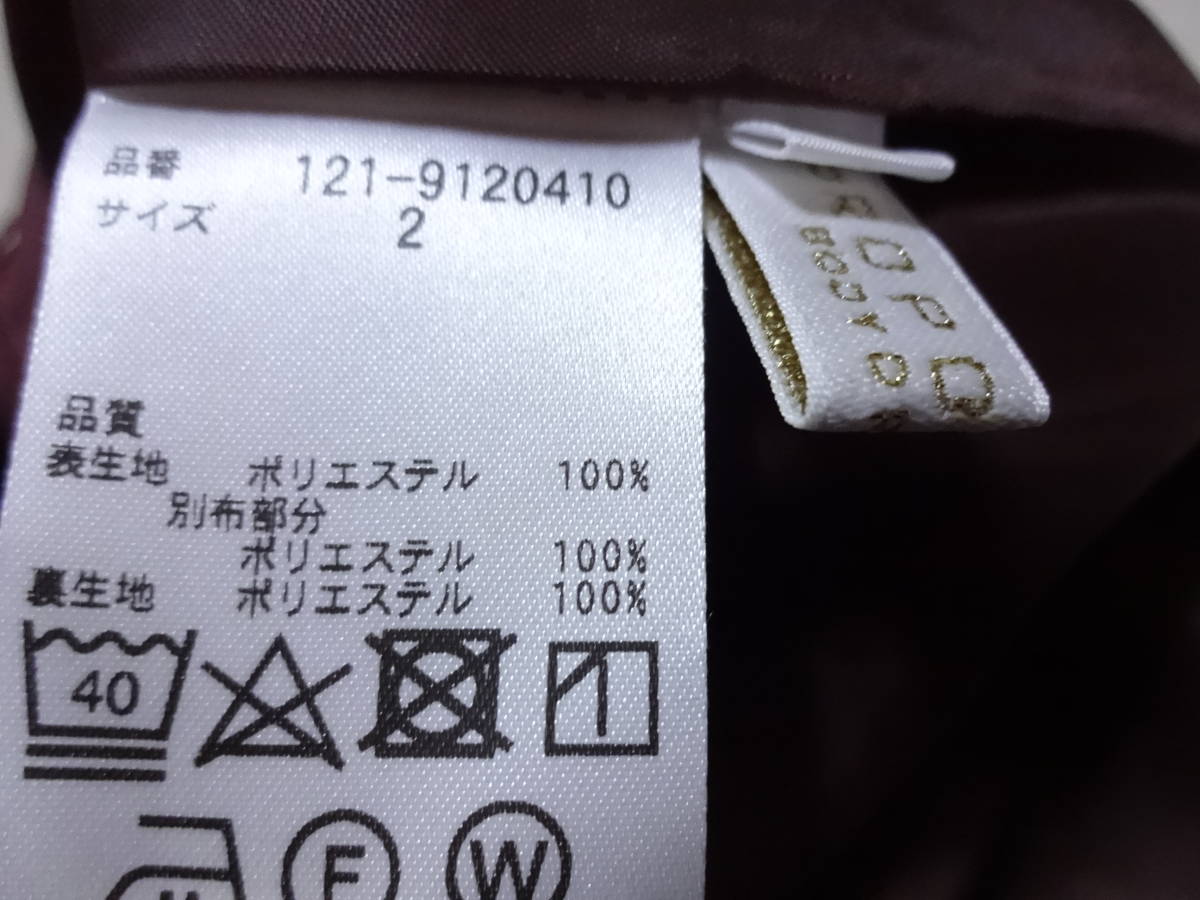 品番 121-9120410
サイズ 2
品質
表生地 ポリエステル 100%
別布部分
ポリエステル 100%
裏生地 ポリエステル 100%
40
F
W
ROPD
BODY D